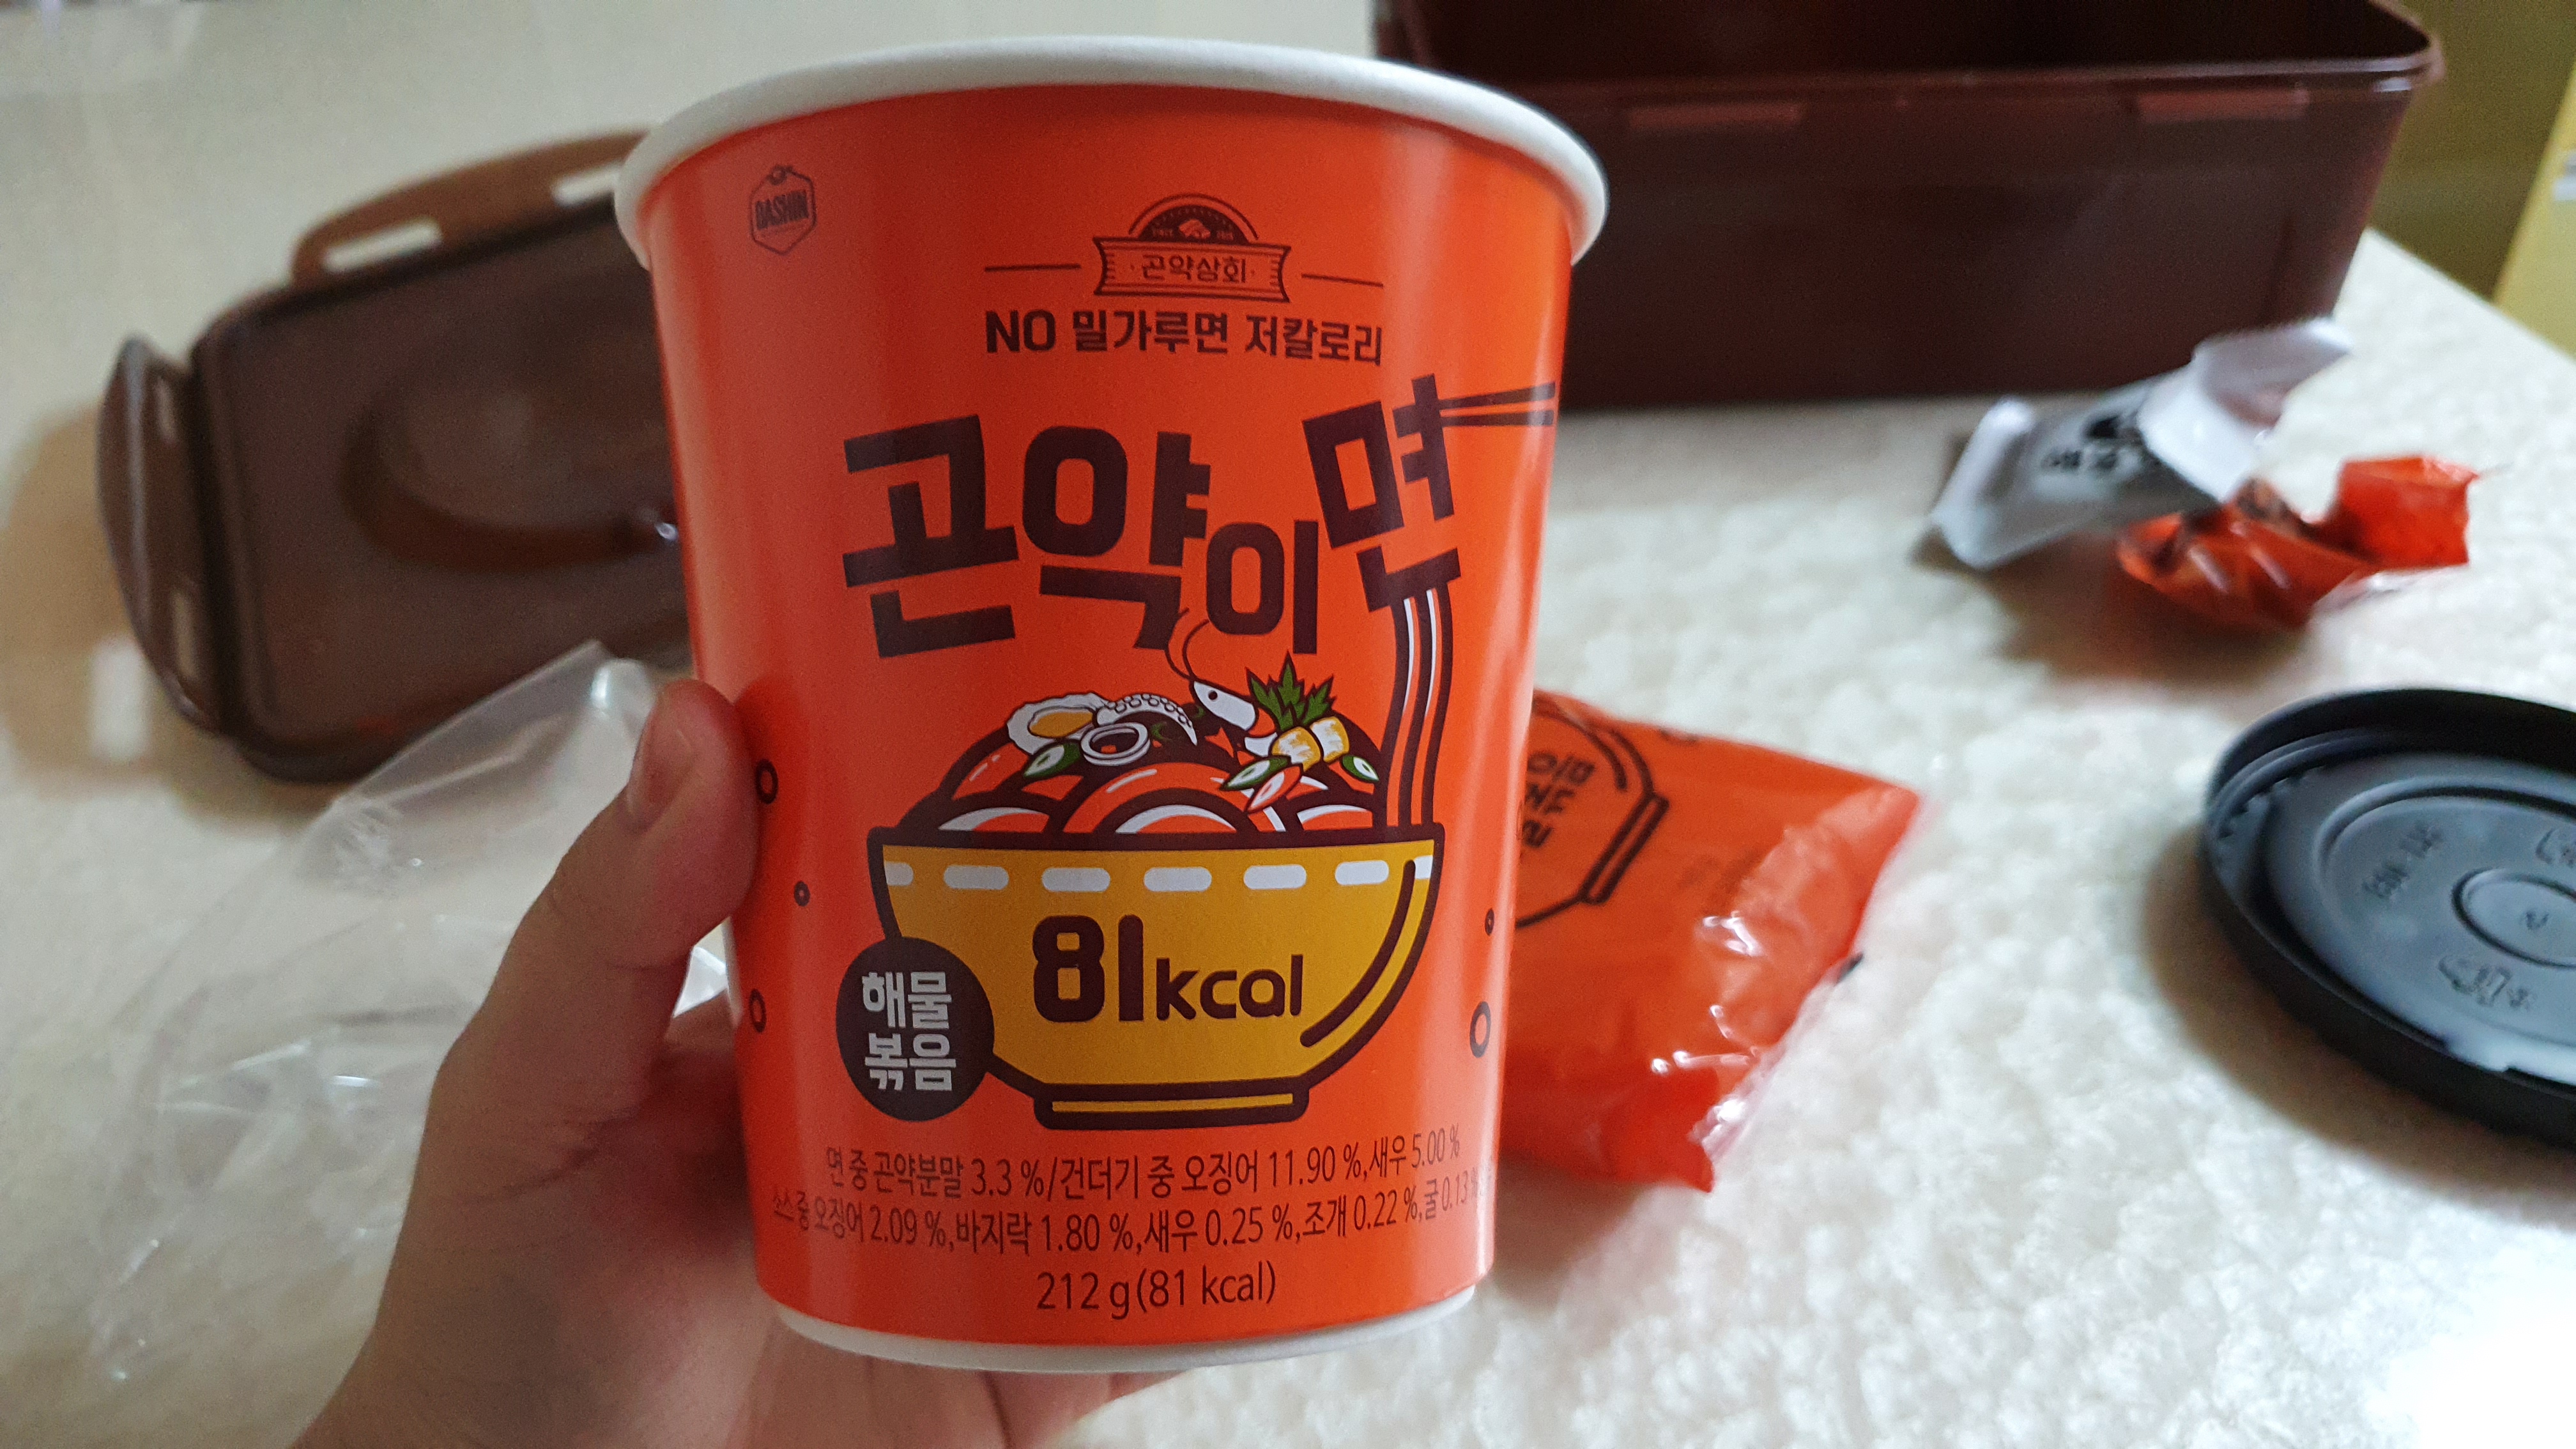 DASHIN
곤약상회
NO 밀가루면 저칼로리
곤약이면
81kcal
해물
볶음
면 중 곤약분말 3.3 %/건더기 중 오징어 11.90 %,새우 5.00 %
소스 중 오징어 2.09 %,바지락 1.80 %,새우 0.25 %,조개 0.22 %,굴 0.13
212 g(81 kcal)